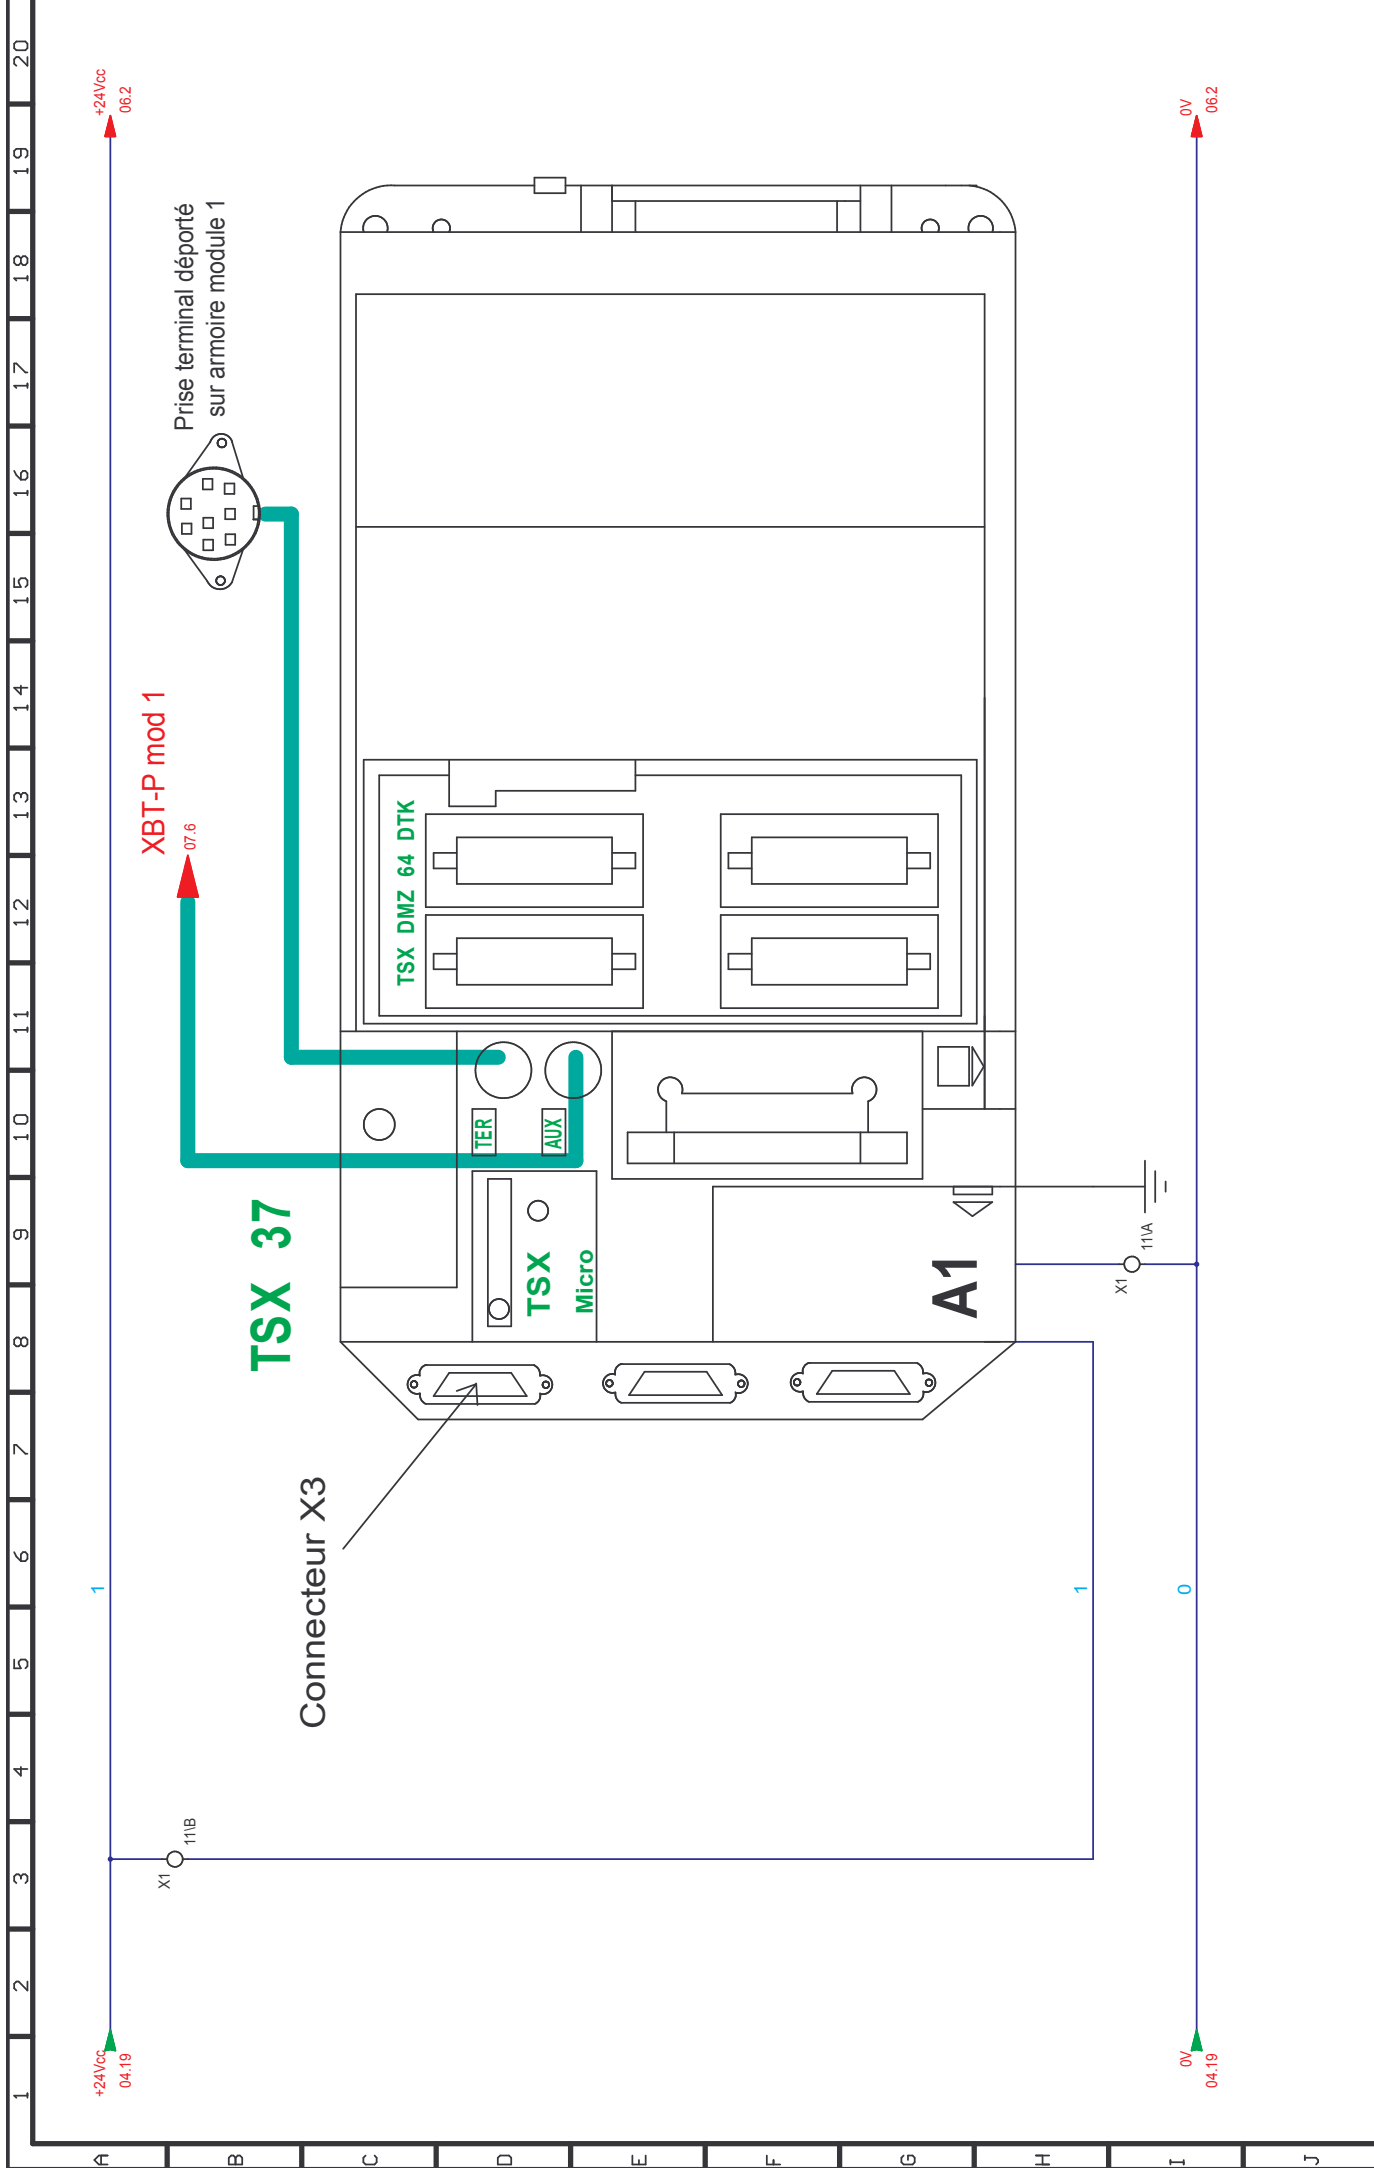 1 2 3 4 5 6 7 8 9 10 11 12 13 14 15 16 17 18 19 20
A
B
C
D
E
F
G
H
I
J
+24Vcc
04.19
1
+24Vcc
06.2
X1
11\B
XBT-P mod 1
07.6
Prise terminal déporté
sur armoire module 1
TSX 37
Connecteur X3
TER
AUX
TSX
Micro
TSX DMZ 64 DTK
A1
1
X1
11\A
0V
04.19
0
0V
06.2